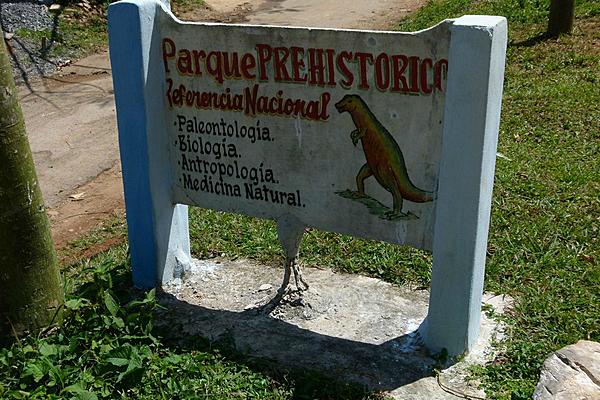 Parque PREHISTORICO
Referencia Nacional
·Paleontología.
·Biología.
·Antropología.
·Medicina Natural.